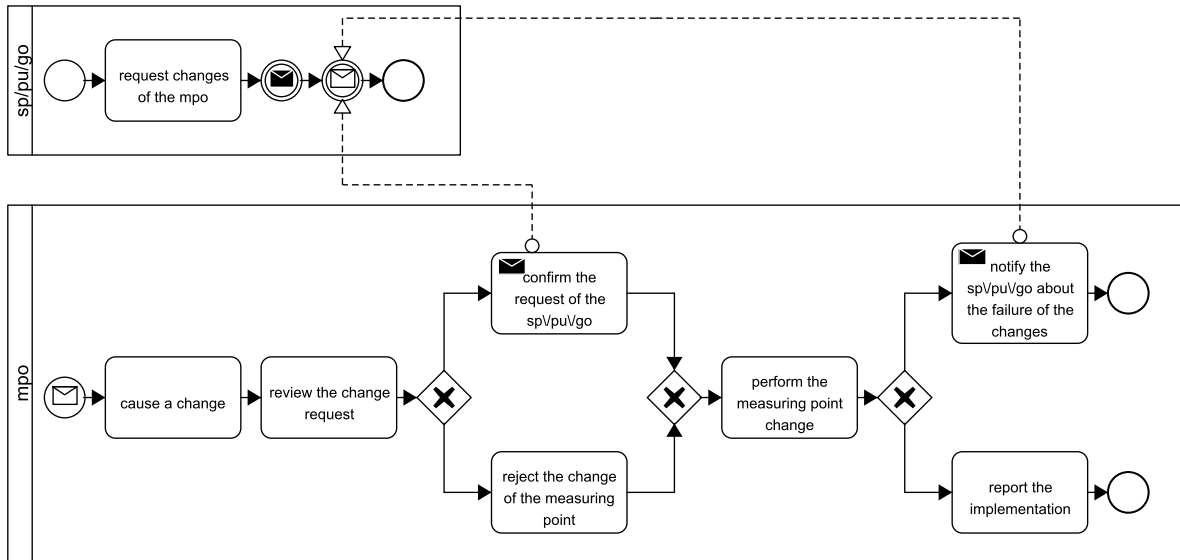 sp/pu/go
request changes
of the mpo
mpo
cause a change
review the change
request
confirm the
request of the
sp\/pu\/go
reject the change
of the measuring
point
perform the
measuring point
change
notify the
sp\/pu\/go about
the failure of the
changes
report the
implementation